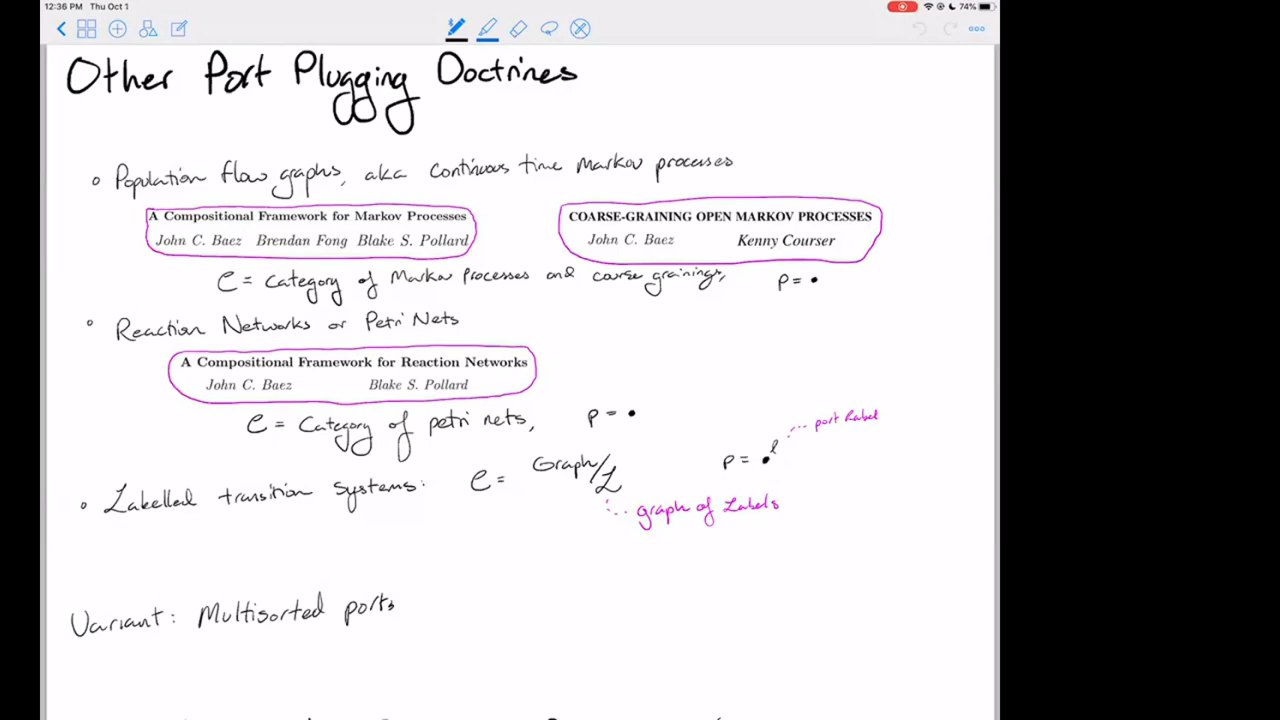 12:36 PM Thu Oct 1 74%
Other Port Plugging Doctrines
Population flow graphs, aka continuous time Markov processes
A Compositional Framework for Markov Processes
John C. Baez Brendan Fong Blake S. Pollard
COARSE-GRAINING OPEN MARKOV PROCESSES
John C. Baez Kenny Courser
C = Category of Markov Processes and course grainings, P = •
Reaction Networks or Petri Nets
A Compositional Framework for Reaction Networks
John C. Baez Blake S. Pollard
C = Category of petri nets, P = •
Labelled transition systems: C = Graph/L P = •ℓ
port label
graph of Labels
Variant: Multisorted ports